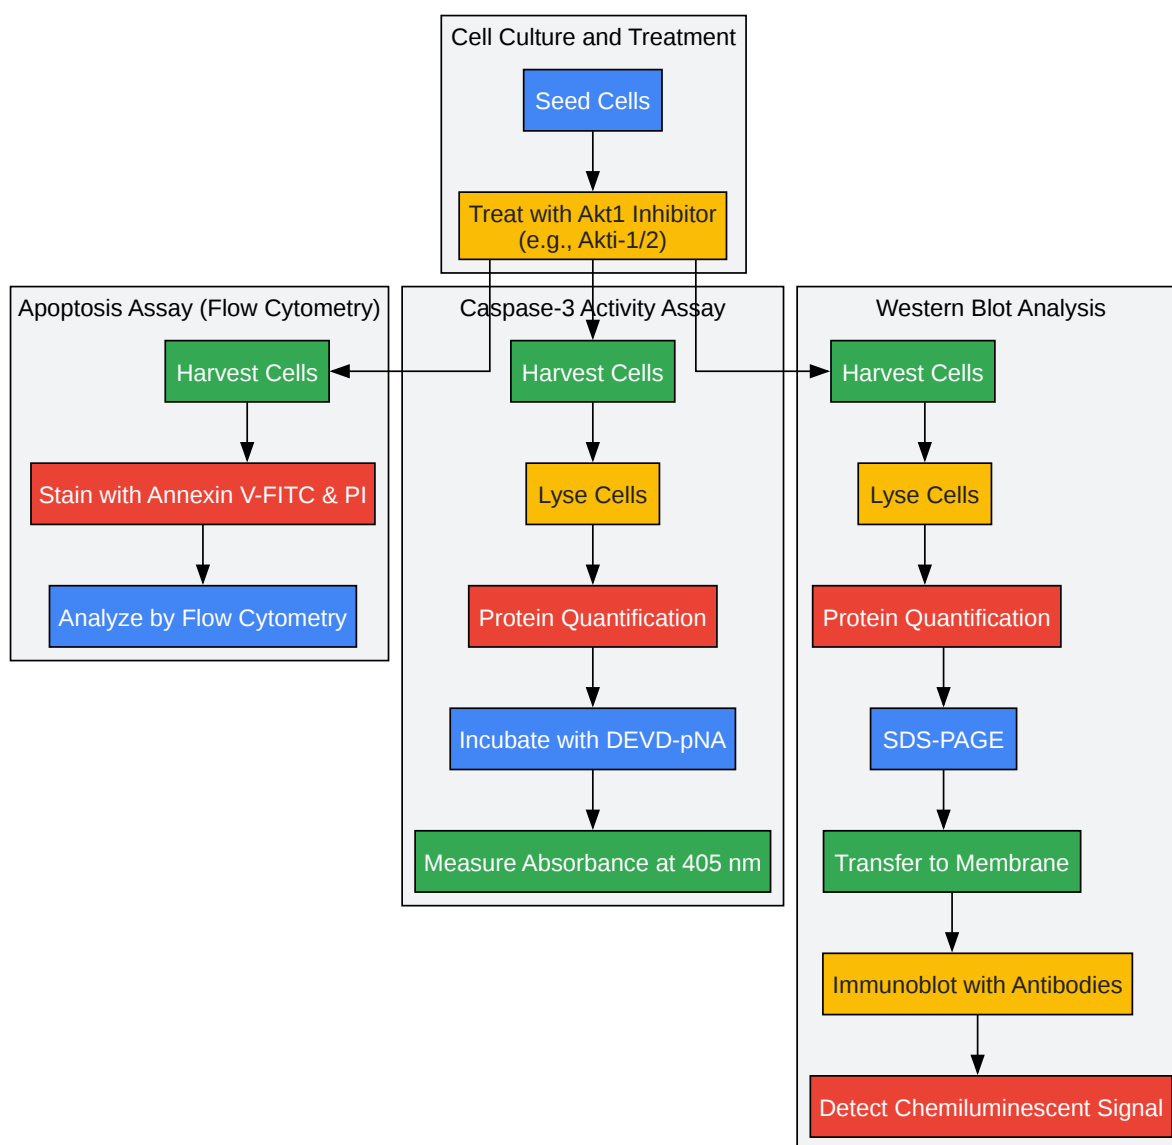 Cell Culture and Treatment
Seed Cells
Treat with Akt1 Inhibitor
(e.g., Akti-1/2)
Apoptosis Assay (Flow Cytometry)
Harvest Cells
Stain with Annexin V-FITC & PI
Analyze by Flow Cytometry
Caspase-3 Activity Assay
Harvest Cells
Lyse Cells
Protein Quantification
Incubate with DEVD-pNA
Measure Absorbance at 405 nm
Western Blot Analysis
Harvest Cells
Lyse Cells
Protein Quantification
SDS-PAGE
Transfer to Membrane
Immunoblot with Antibodies
Detect Chemiluminescent Signal